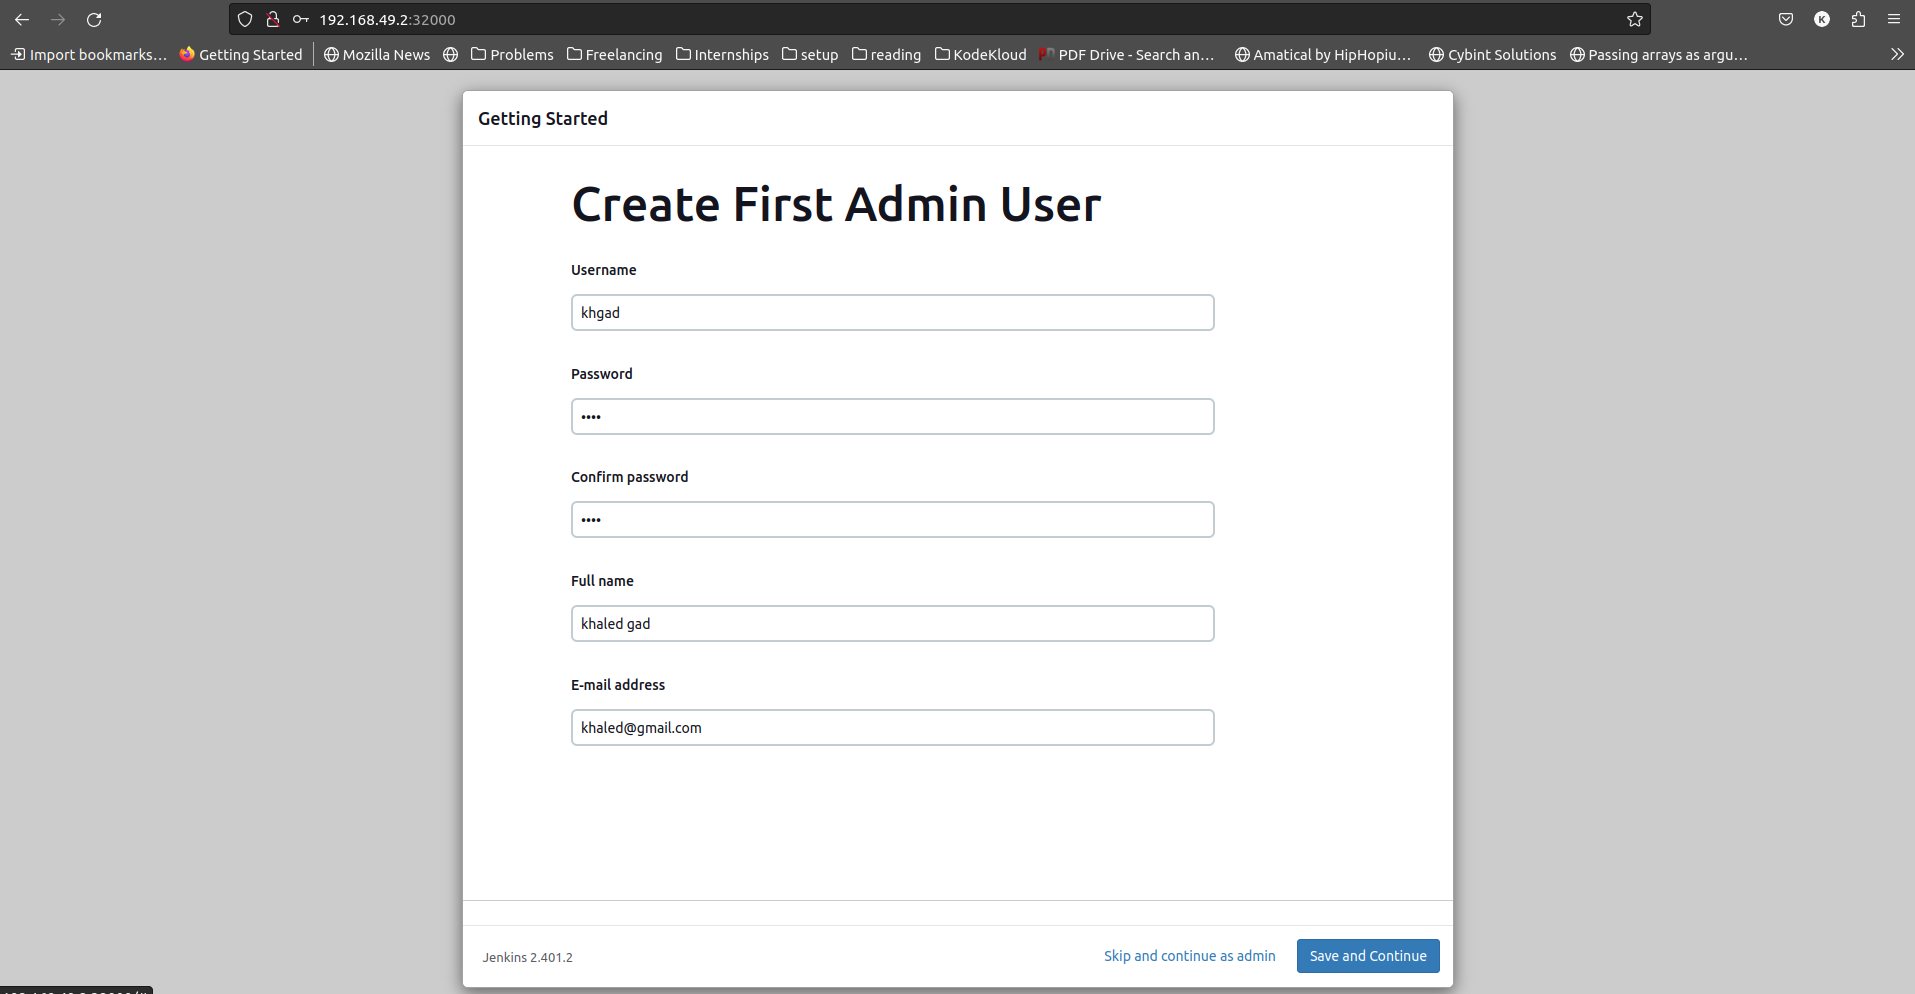 192.168.49.2:32000
Import bookmarks… Getting Started Mozilla News Problems Freelancing Internships setup reading KodeKloud PDF Drive - Search an… Amatical by HipHopiu… Cybint Solutions Passing arrays as argu…
Getting Started
Create First Admin User
Username
khgad
Password
••••
Confirm password
••••
Full name
khaled gad
E-mail address
khaled@gmail.com
Jenkins 2.401.2 Skip and continue as admin Save and Continue